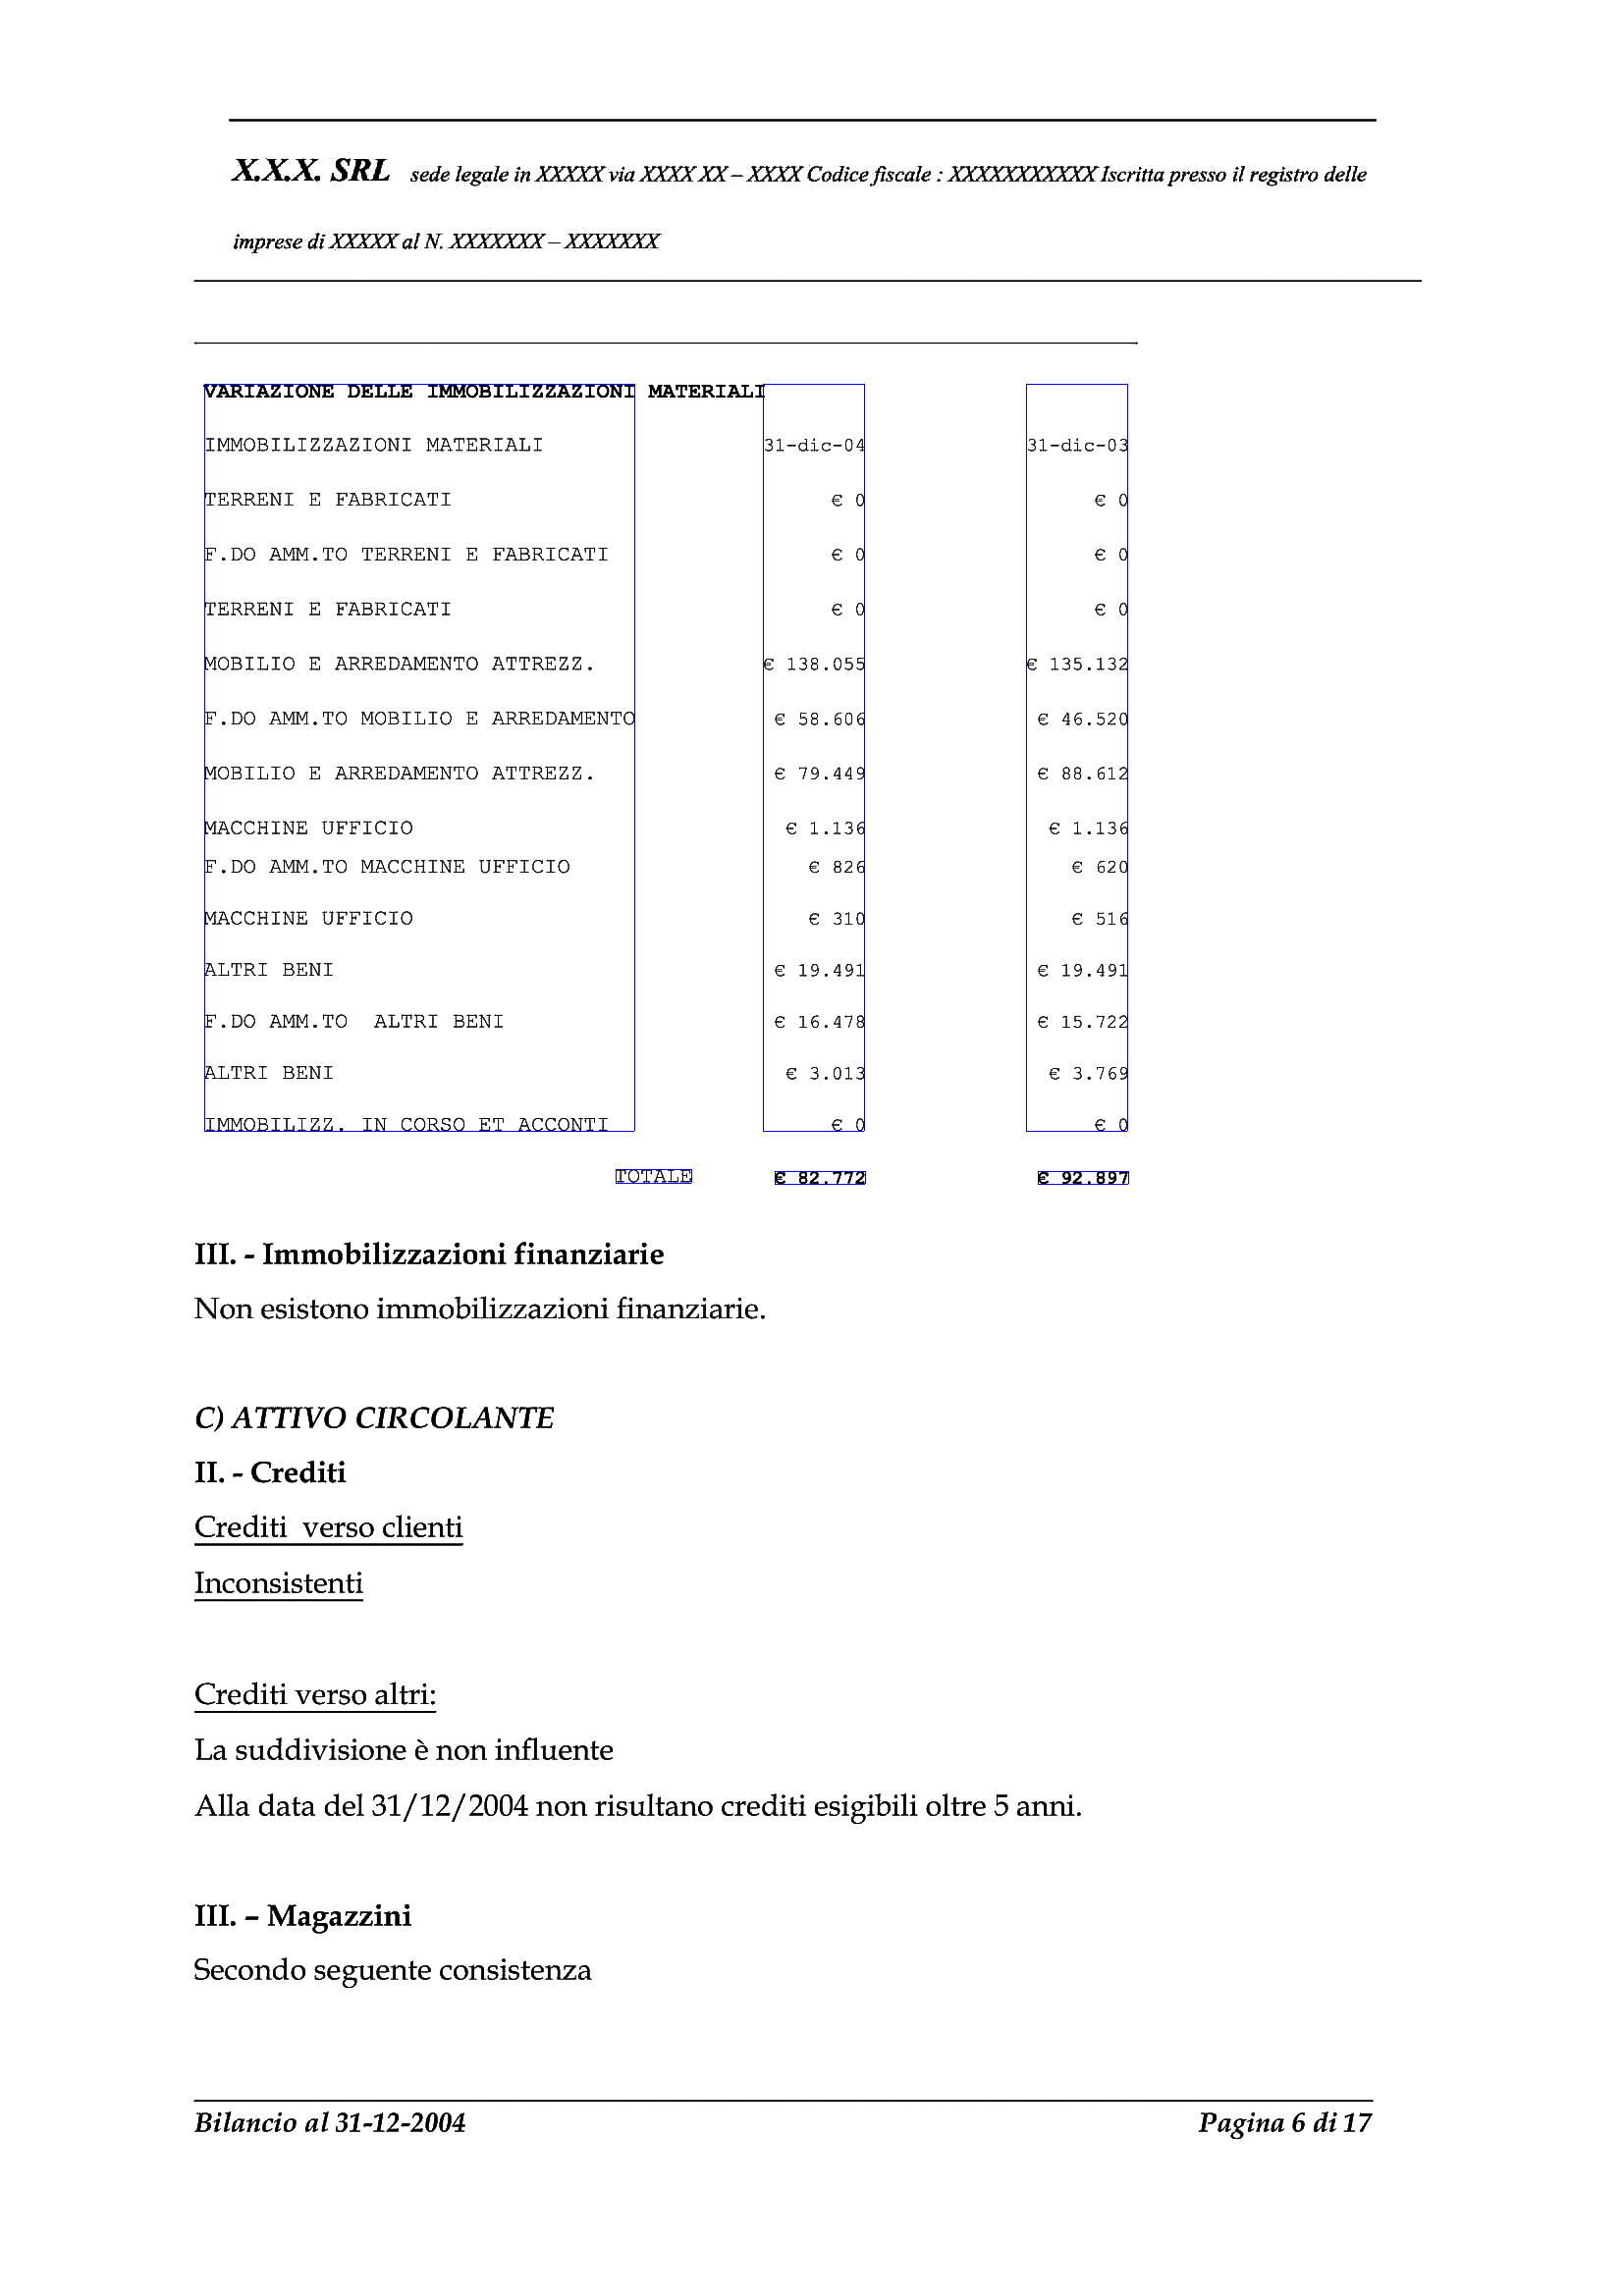 X.X.X. SRL sede legale in XXXXX via XXXX XX – XXXX Codice fiscale : XXXXXXXXXXX Iscritta presso il registro delle
imprese di XXXXX al N. XXXXXXX – XXXXXXX
VARIAZIONE DELLE IMMOBILIZZAZIONI MATERIALI
IMMOBILIZZAZIONI MATERIALI 31-dic-04 31-dic-03
TERRENI E FABRICATI € 0 € 0
F.DO AMM.TO TERRENI E FABRICATI € 0 € 0
TERRENI E FABRICATI € 0 € 0
MOBILIO E ARREDAMENTO ATTREZZ. € 138.055 € 135.132
F.DO AMM.TO MOBILIO E ARREDAMENTO € 58.606 € 46.520
MOBILIO E ARREDAMENTO ATTREZZ. € 79.449 € 88.612
MACCHINE UFFICIO € 1.136 € 1.136
F.DO AMM.TO MACCHINE UFFICIO € 826 € 620
MACCHINE UFFICIO € 310 € 516
ALTRI BENI € 19.491 € 19.491
F.DO AMM.TO ALTRI BENI € 16.478 € 15.722
ALTRI BENI € 3.013 € 3.769
IMMOBILIZZ. IN CORSO ET ACCONTI € 0 € 0
TOTALE € 82.772 € 92.897
III. - Immobilizzazioni finanziarie
Non esistono immobilizzazioni finanziarie.
C) ATTIVO CIRCOLANTE
II. - Crediti
Crediti verso clienti
Inconsistenti
Crediti verso altri:
La suddivisione è non influente
Alla data del 31/12/2004 non risultano crediti esigibili oltre 5 anni.
III. – Magazzini
Secondo seguente consistenza
Bilancio al 31-12-2004 Pagina 6 di 17